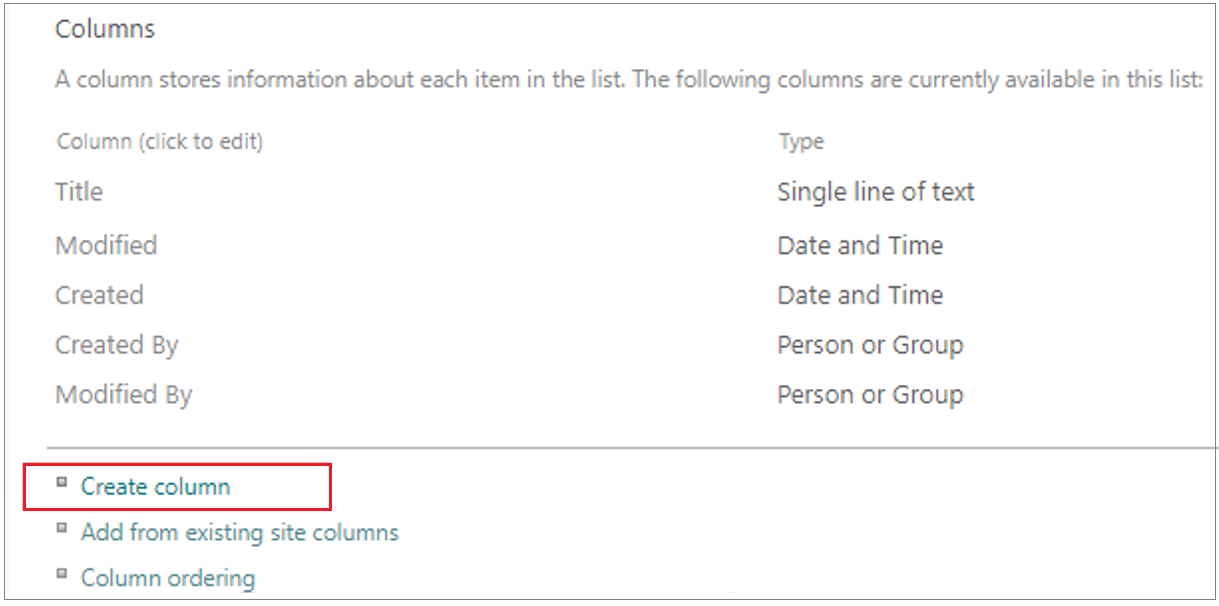 Columns
A column stores information about each item in the list. The following columns are currently available in this list:
Column (click to edit) Type
Title Single line of text
Modified Date and Time
Created Date and Time
Created By Person or Group
Modified By Person or Group
Create column
Add from existing site columns
Column ordering